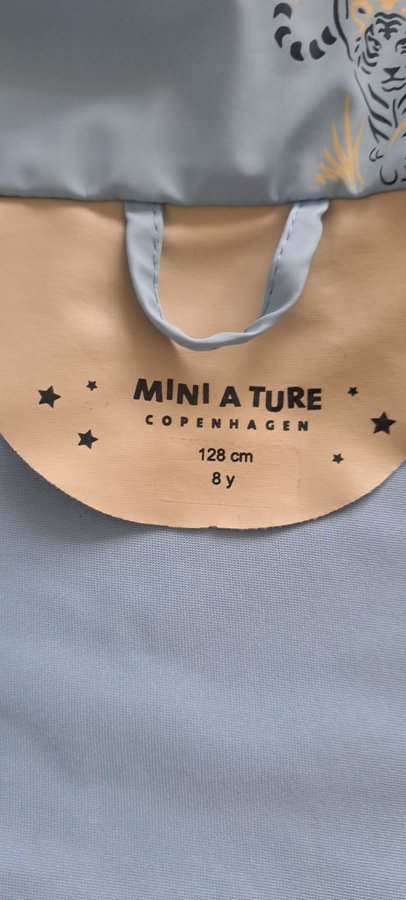 MINI A TURE
COPENHAGEN
128 cm
8 y